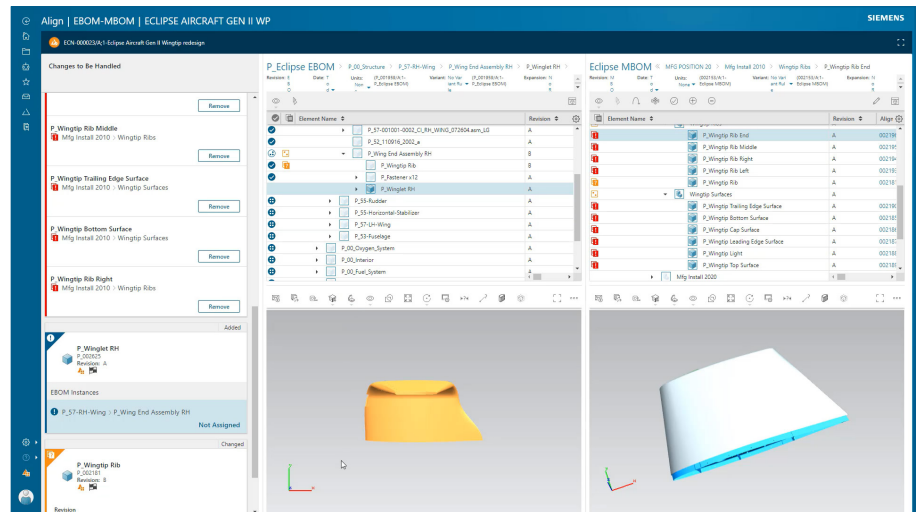 Align | EBOM-MBOM | ECLIPSE AIRCRAFT GEN II WP
SIEMENS
ECN-000023/A;1-Eclipse Aircraft Gen II Wingtip redesign
Changes to Be Handled
Remove
P_Wingtip Rib Middle
Mfg Install 2010 > Wingtip Ribs
Remove
P_Wingtip Trailing Edge Surface
Mfg Install 2010 > Wingtip Surfaces
Remove
P_Wingtip Bottom Surface
Mfg Install 2010 > Wingtip Surfaces
Remove
P_Wingtip Rib Right
Mfg Install 2010 > Wingtip Ribs
Remove
Added
P_Winglet RH
P_002625
Revision: A
EBOM Instances
P_57-RH-Wing > P_Wing End Assembly RH
Not Assigned
Changed
P_Wingtip Rib
P_002181
Revision: B
Revision
P_Eclipse EBOM > P_00_Structure > P_57-RH-Wing > P_Wing End Assembly RH > P_Winglet RH >
Element Name
Revision
P_57-001001-0002_CI_RH_WING_072604.asm_LG A
P_52_110916_2002_e A
P_Wing End Assembly RH B
P_Wingtip Rib B
P_Fastener x12 A
P_Winglet RH A
P_55-Rudder A
P_55-Horizontal-Stabilizer A
P_57-LH-Wing A
P_53-Fuselage A
P_00_Oxygen_System A
P_00_Interior A
P_00_Fuel_System A
Eclipse MBOM < MFG POSITION 20 > Mfg Install 2010 > Wingtip Ribs > P_Wingtip Rib End
Element Name
Revision
Align
P_Wingtip Rib End A
P_Wingtip Rib Middle A
P_Wingtip Rib Right A
P_Wingtip Rib Left A
P_Wingtip Rib A
Wingtip Surfaces A
P_Wingtip Trailing Edge Surface A
P_Wingtip Bottom Surface A
P_Wingtip Cap Surface A
P_Wingtip Leading Edge Surface A
P_Wingtip Light A
P_Wingtip Top Surface A
Mfg Install 2020